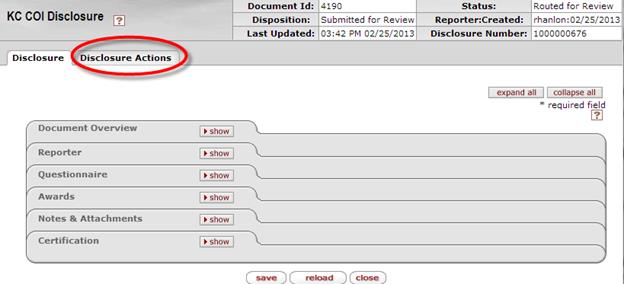 KC COI Disclosure ?
Document Id: 4190 Status: Routed for Review
Disposition: Submitted for Review Reporter:Created: rhanlon:02/25/2013
Last Updated: 03:42 PM 02/25/2013 Disclosure Number: 1000000676
Disclosure Disclosure Actions
expand all collapse all
* required field
?
Document Overview show
Reporter show
Questionnaire show
Awards show
Notes & Attachments show
Certification show
save reload close